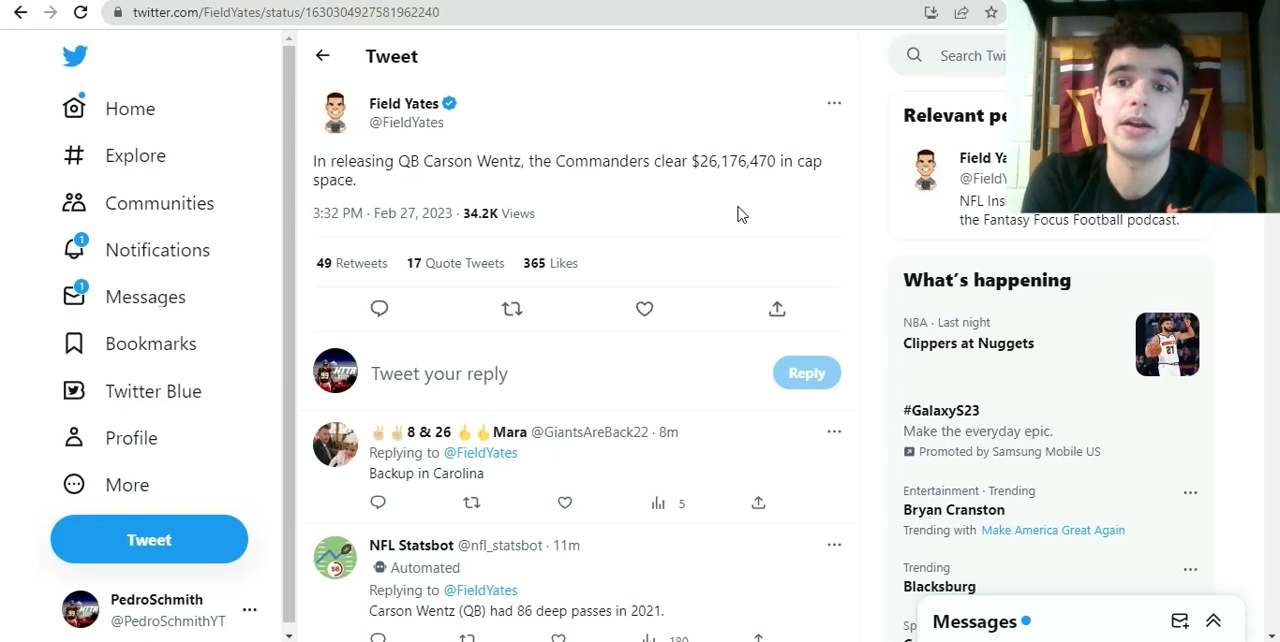 twitter.com/FieldYates/status/1630304927581962240
Home
Explore
Communities
Notifications
1
Messages
1
Bookmarks
Twitter Blue
Profile
More
Tweet
PedroSchmith
@PedroSchmithYT
Tweet
Field Yates
@FieldYates
In releasing QB Carson Wentz, the Commanders clear $26,176,470 in cap
space.
3:32 PM · Feb 27, 2023 · 34.2K Views
49 Retweets 17 Quote Tweets 365 Likes
Tweet your reply
Reply
✌🏻✌🏻8 & 26 🖕🖕Mara @GiantsAreBack22 · 8m
Replying to @FieldYates
Backup in Carolina
5
NFL Statsbot @nfl_statsbot · 11m
Automated
Replying to @FieldYates
Carson Wentz (QB) had 86 deep passes in 2021.
180
Search Twi
Relevant pe
Field Ya
@FieldY
NFL Ins
the Fantasy Focus Football podcast.
What's happening
NBA · Last night
Clippers at Nuggets
27
#GalaxyS23
Make the everyday epic.
Promoted by Samsung Mobile US
Entertainment · Trending
Bryan Cranston
Trending with Make America Great Again
Trending
Blacksburg
Sp
Messages